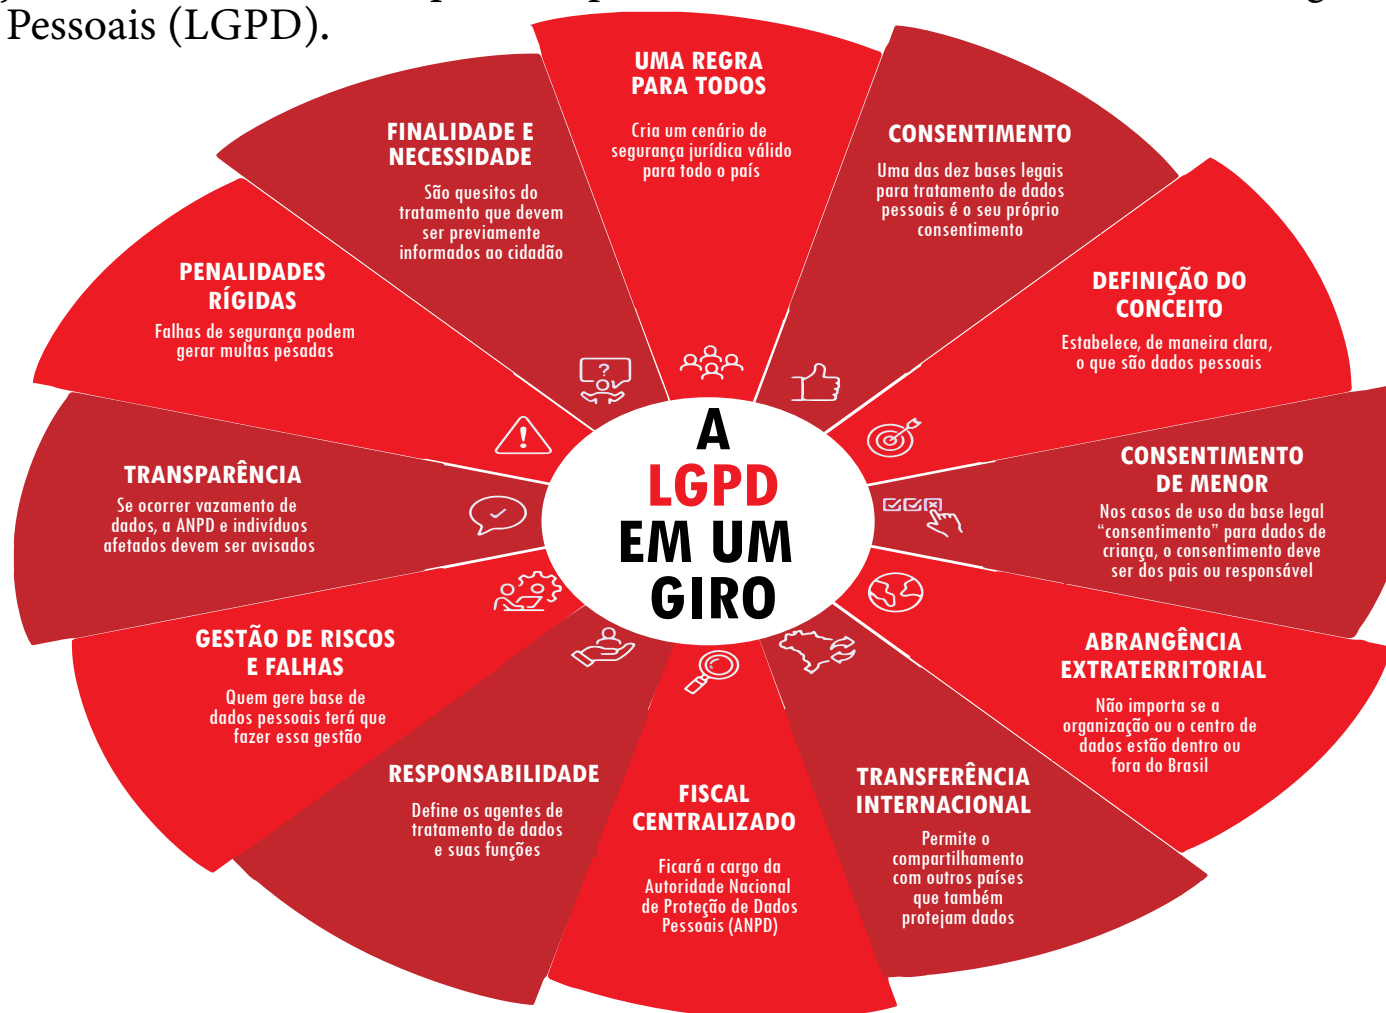 Pessoais (LGPD).
UMA REGRA
PARA TODOS
Cria um cenário de
segurança jurídica válido
para todo o país
CONSENTIMENTO
Uma das dez bases legais
para tratamento de dados
pessoais é o seu próprio
consentimento
DEFINIÇÃO DO
CONCEITO
Estabelece, de maneira clara,
o que são dados pessoais
CONSENTIMENTO
DE MENOR
Nos casos de uso da base legal
“consentimento” para dados de
criança, o consentimento deve
ser dos pais ou responsável
ABRANGÊNCIA
EXTRATERRITORIAL
Não importa se a
organização ou o centro de
dados estão dentro ou
fora do Brasil
TRANSFERÊNCIA
INTERNACIONAL
Permite o
compartilhamento
com outros países
que também
protejam dados
FISCAL
CENTRALIZADO
Ficará a cargo da
Autoridade Nacional
de Proteção de Dados
Pessoais (ANPD)
RESPONSABILIDADE
Define os agentes de
tratamento de dados
e suas funções
GESTÃO DE RISCOS
E FALHAS
Quem gere base de
dados pessoais terá que
fazer essa gestão
TRANSPARÊNCIA
Se ocorrer vazamento de
dados, a ANPD e indivíduos
afetados devem ser avisados
PENALIDADES
RÍGIDAS
Falhas de segurança podem
gerar multas pesadas
FINALIDADE E
NECESSIDADE
São quesitos do
tratamento que devem
ser previamente
informados ao cidadão
A
LGPD
EM UM
GIRO